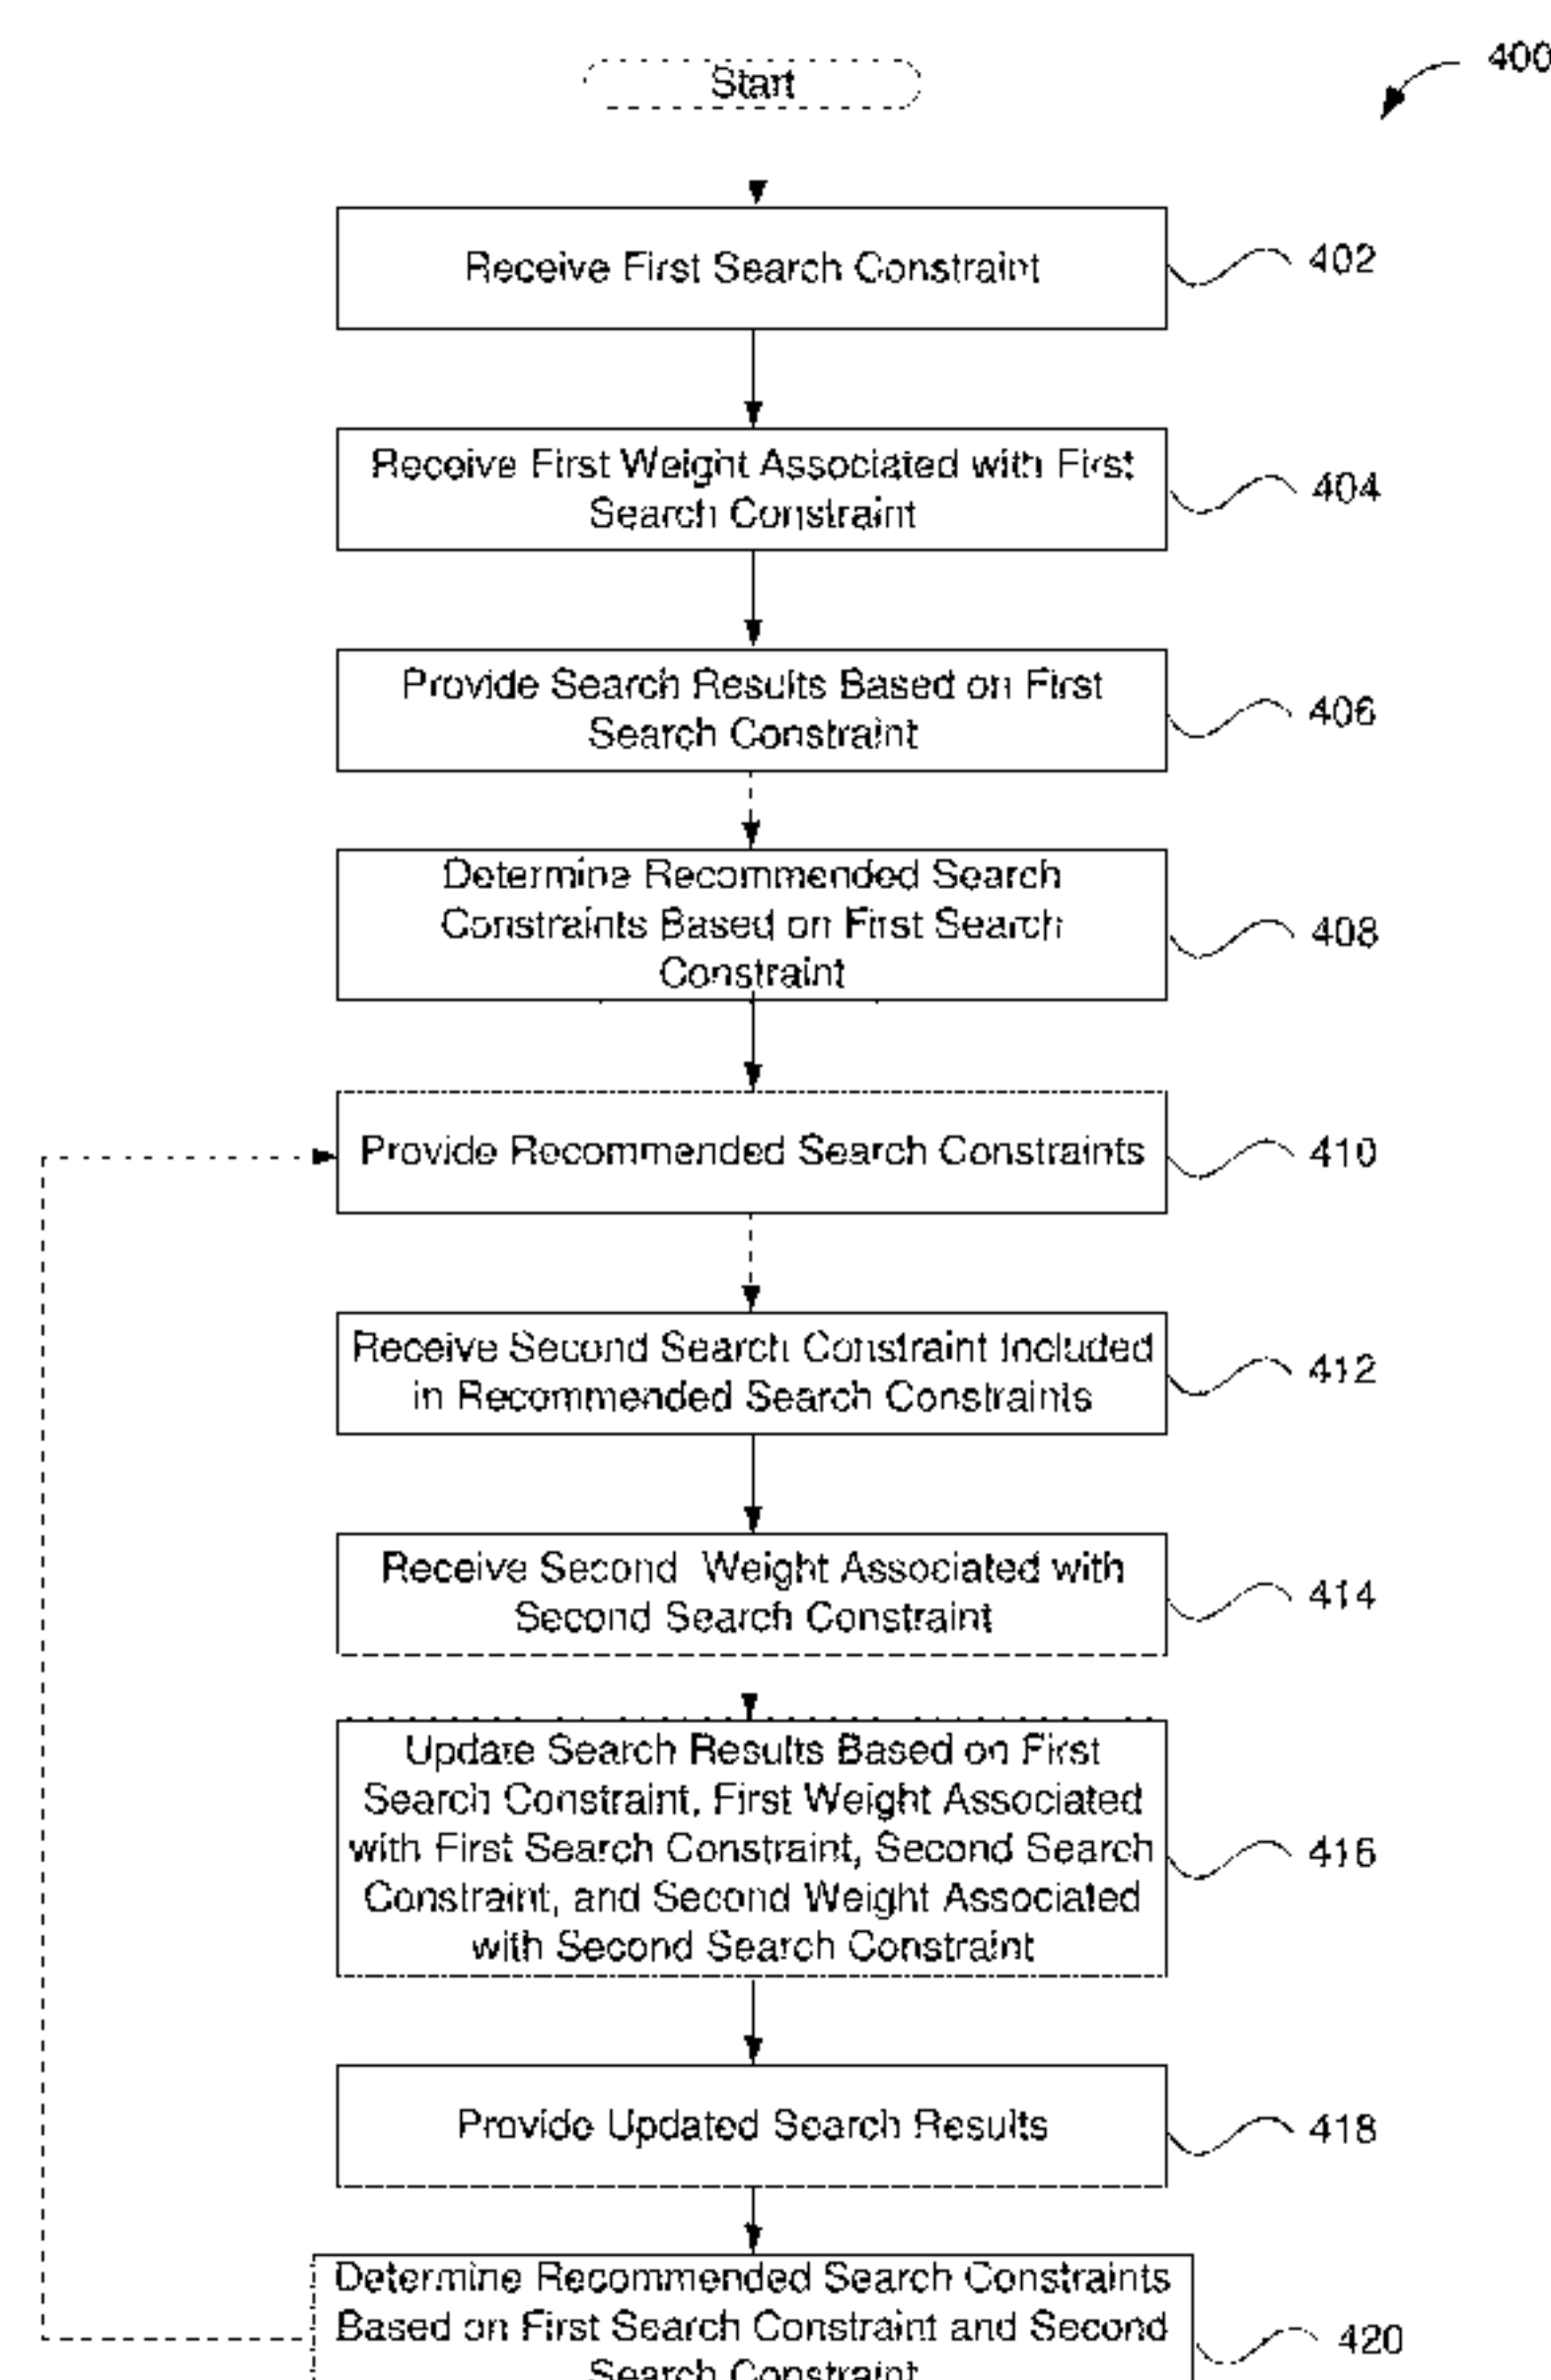 400
Start
Receive First Search Constraint
402
Receive First Weight Associated with First
Search Constraint
404
Provide Search Results Based on First
Search Constraint
406
Determine Recommended Search
Constraints Based on First Search
Constraint
408
Provide Recommended Search Constraints
410
Receive Second Search Constraint Included
in Recommended Search Constraints
412
Receive Second Weight Associated with
Second Search Constraint
414
Update Search Results Based on First
Search Constraint, First Weight Associated
with First Search Constraint, Second Search
Constraint, and Second Weight Associated
with Second Search Constraint
416
Provide Updated Search Results
418
Determine Recommended Search Constraints
Based on First Search Constraint and Second
Search Constraint
420